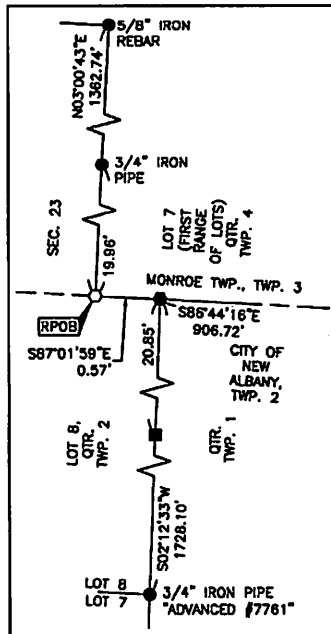 5/8" IRON
REBAR
N03°00'43"E
1362.74'
3/4" IRON
PIPE
SEC. 23
LOT 7
(FIRST
RANGE
OF LOTS)
QTR.
TWP. 4
19.96'
MONROE TWP., TWP. 3
RPOB
S86°44'16"E
906.72'
S87°01'59"E
0.57'
20.85'
CITY OF
NEW
ALBANY,
TWP. 2
LOT 8,
QTR.
TWP. 2
QTR.
TWP. 1
S02°12'33"W
1728.10'
LOT 8
LOT 7
3/4" IRON PIPE
"ADVANCED #7761"